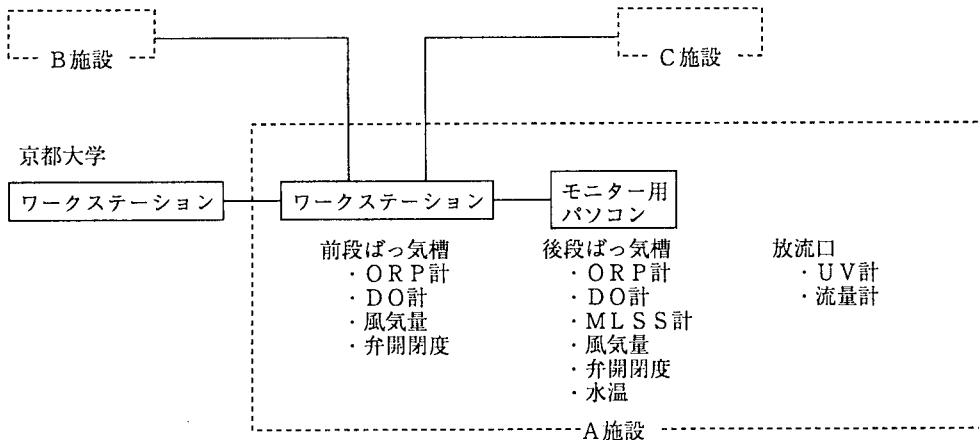 B施設
C施設
京都大学
ワークステーション
ワークステーション
モニター用
パソコン
前段ばっ気槽
・ORP計
・DO計
・風気量
・弁開閉度
後段ばっ気槽
・ORP計
・DO計
・MLSS計
・風気量
・弁開閉度
・水温
放流口
・UV計
・流量計
A施設